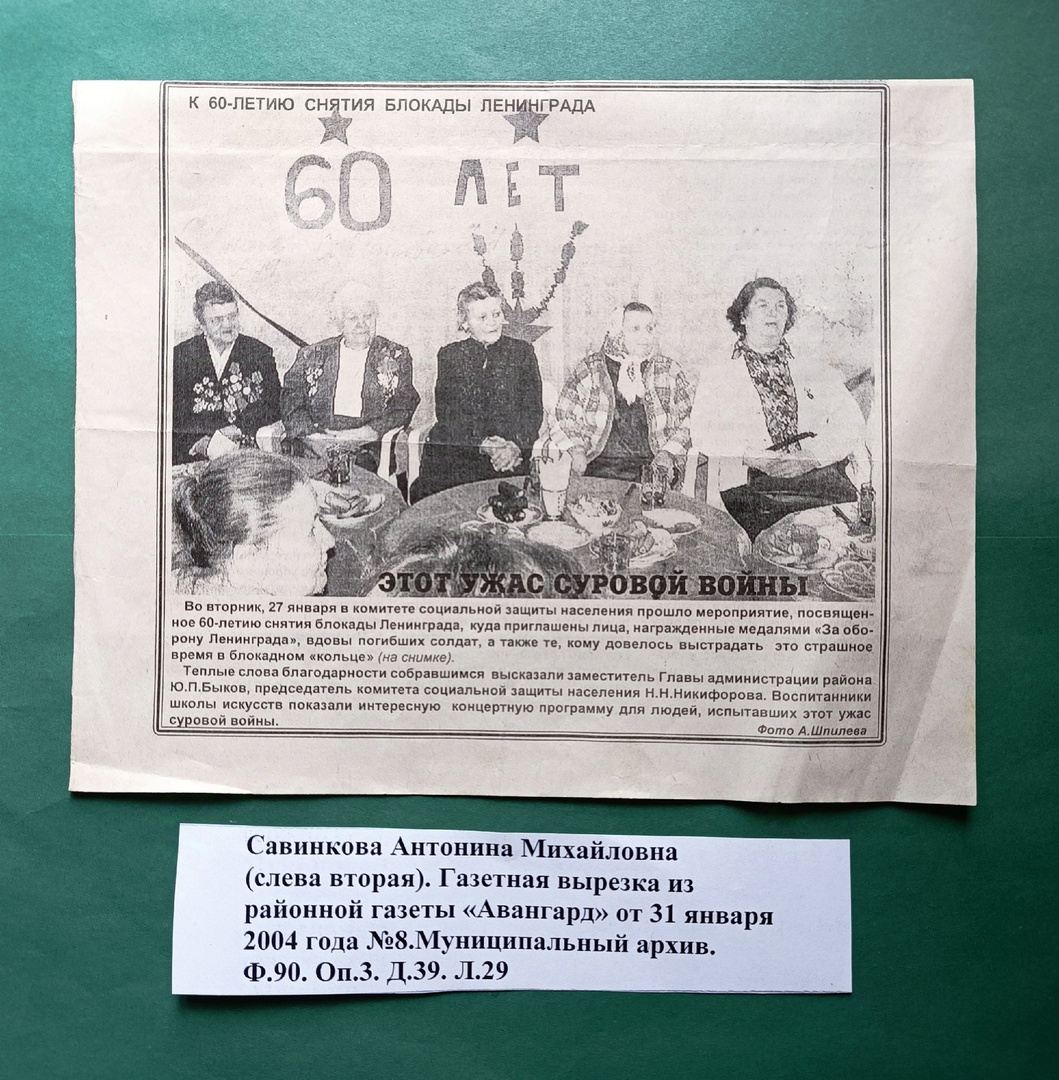 К 60-ЛЕТИЮ СНЯТИЯ БЛОКАДЫ ЛЕНИНГРАДА
60 ЛЕТ
ЭТОТ УЖАС СУРОВОЙ ВОЙНЫ
Во вторник, 27 января в комитете социальной защиты населения прошло мероприятие, посвящен-
ное 60-летию снятия блокады Ленинграда, куда приглашены лица, награжденные медалями «За обо-
рону Ленинграда», вдовы погибших солдат, а также те, кому довелось выстрадать это страшное
время в блокадном «кольце» (на снимке).
Теплые слова благодарности собравшимся высказали заместитель Главы администрации района
Ю.П.Быков, председатель комитета социальной защиты населения Н.Н.Никифорова. Воспитанники
школы искусств показали интересную концертную программу для людей, испытавших этот ужас
суровой войны.
Фото А.Шпилева
Савинкова Антонина Михайловна
(слева вторая). Газетная вырезка из
районной газеты «Авангард» от 31 января
2004 года №8.Муниципальный архив.
Ф.90. Оп.3. Д.39. Л.29